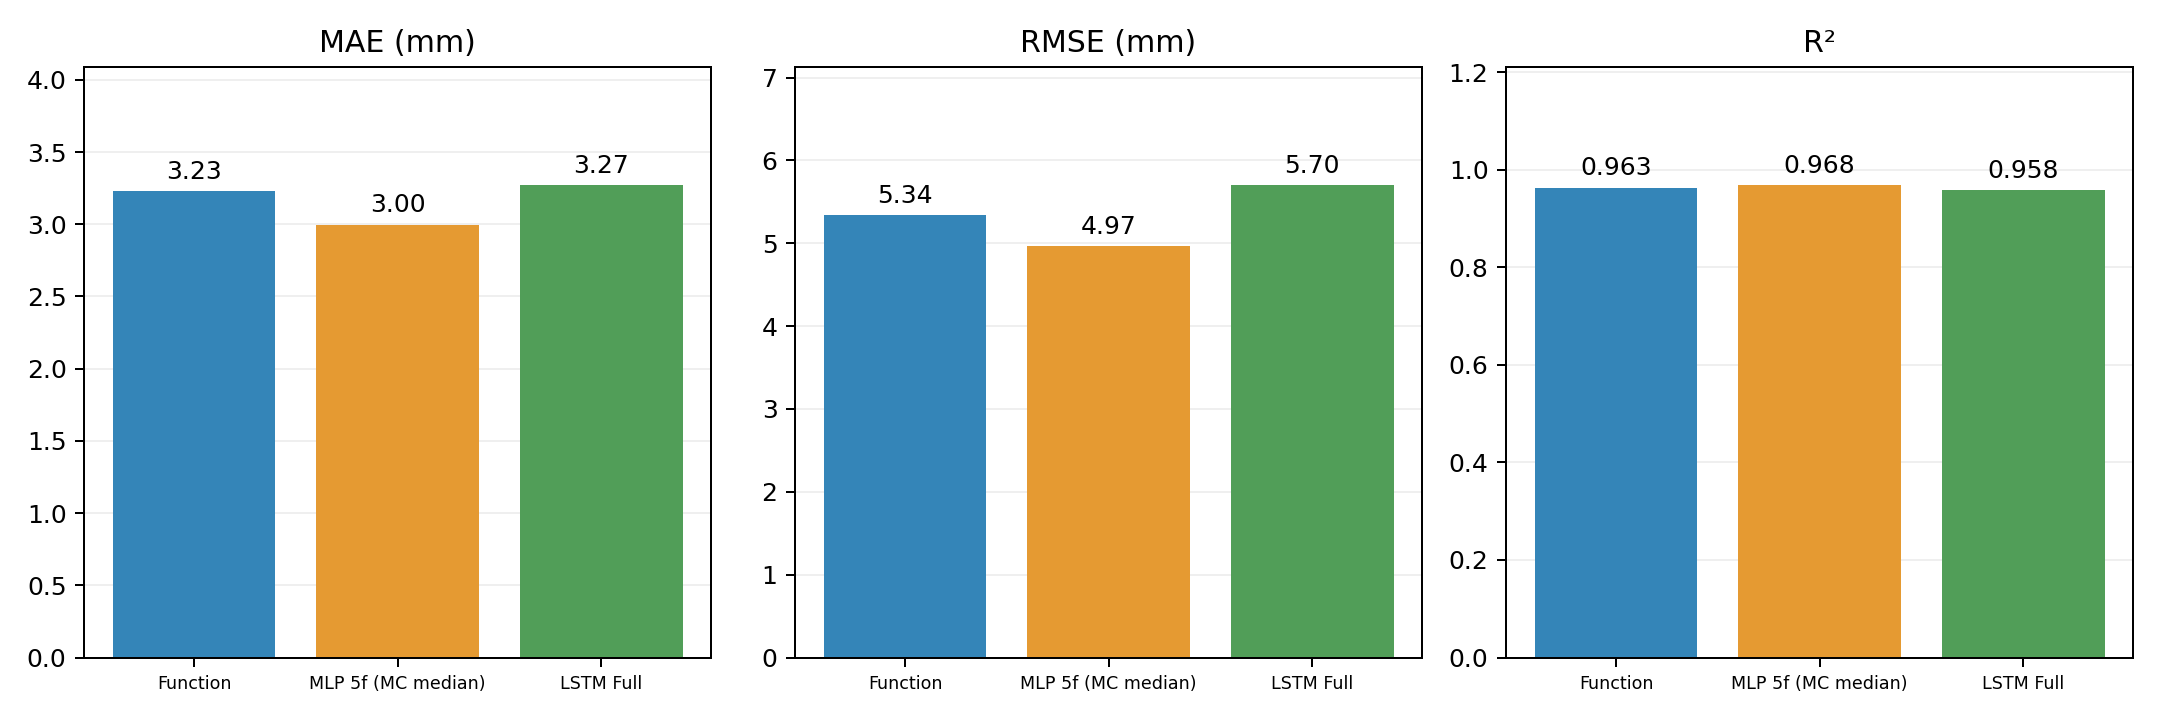 MAE (mm)
4.0
3.5
3.0
2.5
2.0
1.5
1.0
0.5
0.0
3.23
3.00
3.27
Function
MLP 5f (MC median)
LSTM Full
RMSE (mm)
7
6
5
4
3
2
1
0
5.34
4.97
5.70
Function
MLP 5f (MC median)
LSTM Full
R²
1.2
1.0
0.8
0.6
0.4
0.2
0.0
0.963
0.968
0.958
Function
MLP 5f (MC median)
LSTM Full